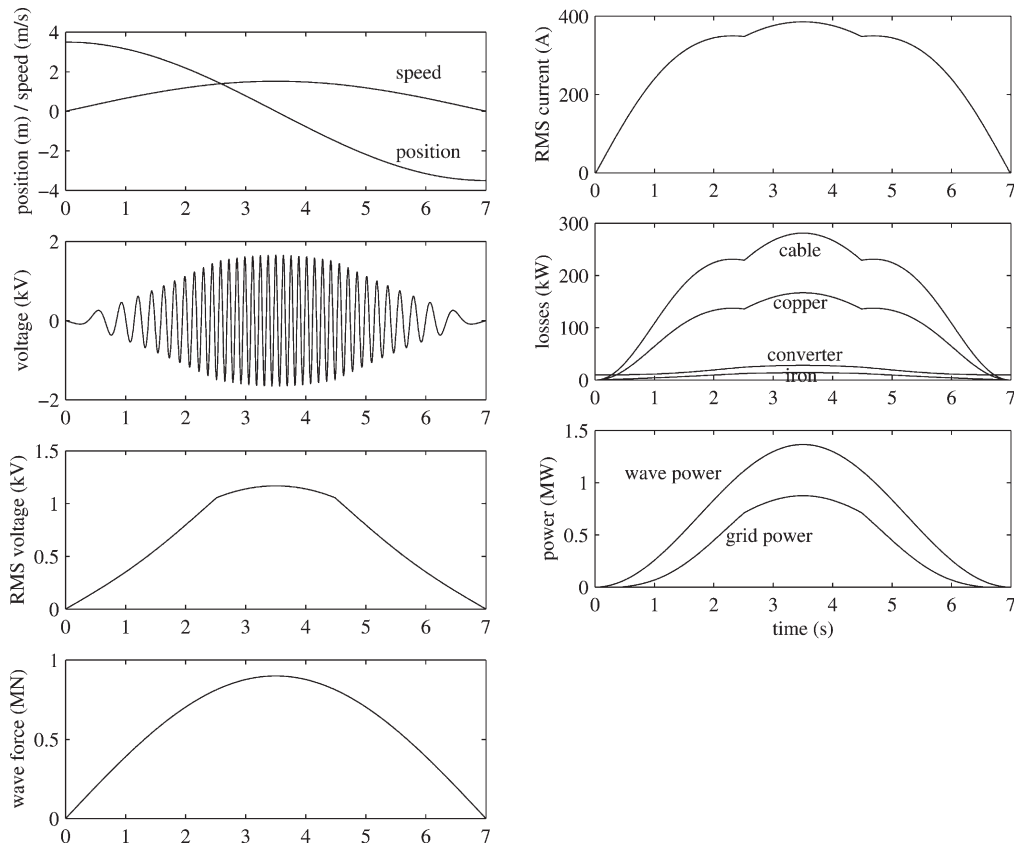 position (m) / speed (m/s)
4
2
0
−2
−4
speed
position
0 1 2 3 4 5 6 7
voltage (kV)
2
0
−2
0 1 2 3 4 5 6 7
RMS voltage (kV)
1.5
1
0.5
0
0 1 2 3 4 5 6 7
wave force (MN)
1
0.5
0
0 1 2 3 4 5 6 7
RMS current (A)
400
200
0
0 1 2 3 4 5 6 7
losses (kW)
300
200
100
0
cable
copper
converter
iron
0 1 2 3 4 5 6 7
power (MW)
1.5
1
0.5
0
wave power
grid power
0 1 2 3 4 5 6 7
time (s)